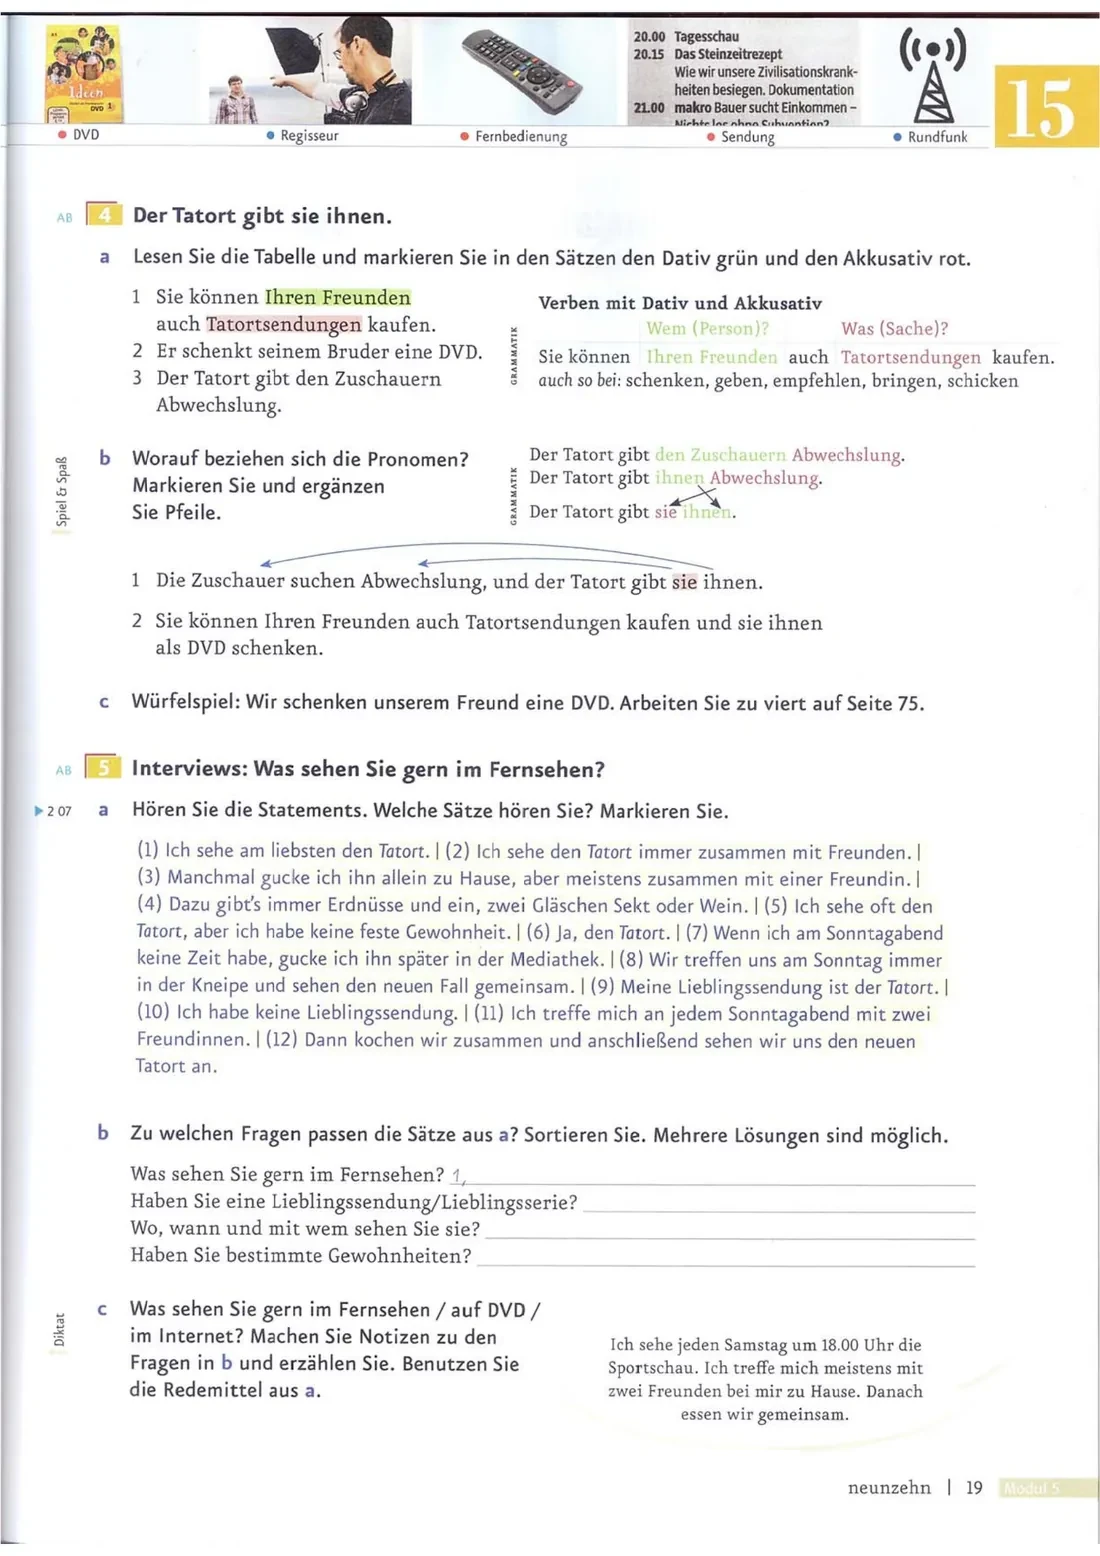 20.00 Tagesschau
20.15 Das Steinzeitrezept
Wie wir unsere Zivilisationskrank-
heiten besiegen. Dokumentation
21.00 makro Bauer sucht Einkommen –
Ideen
DVD 1
15
DVD
Regisseur
Fernbedienung
Sendung
Rundfunk
AB 4 Der Tatort gibt sie ihnen.
a Lesen Sie die Tabelle und markieren Sie in den Sätzen den Dativ grün und den Akkusativ rot.
1 Sie können Ihren Freunden
auch Tatortsendungen kaufen.
2 Er schenkt seinem Bruder eine DVD.
3 Der Tatort gibt den Zuschauern
Abwechslung.
GRAMMATIK
Verben mit Dativ und Akkusativ
Wem (Person)? Was (Sache)?
Sie können Ihren Freunden auch Tatortsendungen kaufen.
auch so bei: schenken, geben, empfehlen, bringen, schicken
Spiel & Spaß
b Worauf beziehen sich die Pronomen?
Markieren Sie und ergänzen
Sie Pfeile.
GRAMMATIK
Der Tatort gibt den Zuschauern Abwechslung.
Der Tatort gibt ihnen Abwechslung.
Der Tatort gibt sie ihnen.
1 Die Zuschauer suchen Abwechslung, und der Tatort gibt sie ihnen.
2 Sie können Ihren Freunden auch Tatortsendungen kaufen und sie ihnen
als DVD schenken.
c Würfelspiel: Wir schenken unserem Freund eine DVD. Arbeiten Sie zu viert auf Seite 75.
AB 5 Interviews: Was sehen Sie gern im Fernsehen?
2 07 a Hören Sie die Statements. Welche Sätze hören Sie? Markieren Sie.
(1) Ich sehe am liebsten den Tatort. | (2) Ich sehe den Tatort immer zusammen mit Freunden. |
(3) Manchmal gucke ich ihn allein zu Hause, aber meistens zusammen mit einer Freundin. |
(4) Dazu gibt's immer Erdnüsse und ein, zwei Gläschen Sekt oder Wein. | (5) Ich sehe oft den
Tatort, aber ich habe keine feste Gewohnheit. | (6) Ja, den Tatort. | (7) Wenn ich am Sonntagabend
keine Zeit habe, gucke ich ihn später in der Mediathek. | (8) Wir treffen uns am Sonntag immer
in der Kneipe und sehen den neuen Fall gemeinsam. | (9) Meine Lieblingssendung ist der Tatort. |
(10) Ich habe keine Lieblingssendung. | (11) Ich treffe mich an jedem Sonntagabend mit zwei
Freundinnen. | (12) Dann kochen wir zusammen und anschließend sehen wir uns den neuen
Tatort an.
b Zu welchen Fragen passen die Sätze aus a? Sortieren Sie. Mehrere Lösungen sind möglich.
Was sehen Sie gern im Fernsehen? 1,
Haben Sie eine Lieblingssendung/Lieblingsserie?
Wo, wann und mit wem sehen Sie sie?
Haben Sie bestimmte Gewohnheiten?
Diktat
c Was sehen Sie gern im Fernsehen / auf DVD /
im Internet? Machen Sie Notizen zu den
Fragen in b und erzählen Sie. Benutzen Sie
die Redemittel aus a.
Ich sehe jeden Samstag um 18.00 Uhr die
Sportschau. Ich treffe mich meistens mit
zwei Freunden bei mir zu Hause. Danach
essen wir gemeinsam.
neunzehn | 19 Modul 5